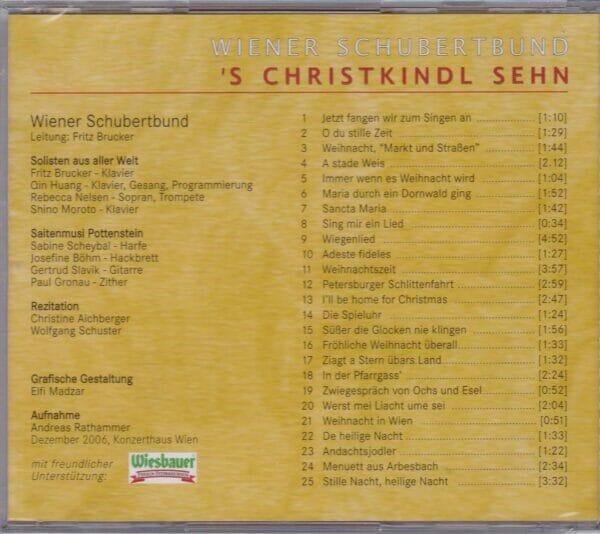 WIENER SCHUBERTBUND
'S CHRISTKINDL SEHN
Wiener Schubertbund
Leitung: Fritz Brucker
Solisten aus aller Welt
Fritz Brucker - Klavier
Qin Huang - Klavier, Gesang, Programmierung
Rebecca Nelsen - Sopran, Trompete
Shino Moroto - Klavier
Saitenmusi Pottenstein
Sabine Scheybal - Harfe
Josefine Böhm - Hackbrett
Gertrud Slavik - Gitarre
Paul Gronau - Zither
Rezitation
Christine Aichberger
Wolfgang Schuster
Grafische Gestaltung
Elfi Madzar
Aufnahme
Andreas Rathammer
Dezember 2006, Konzerthaus Wien
mit freundlicher
Unterstützung:
Wiesbauer
1 Jetzt fangen wir zum Singen an [1:10]
2 O du stille Zeit [1:29]
3 Weihnacht, "Markt und Straßen" [1:44]
4 A stade Weis [2.12]
5 Immer wenn es Weihnacht wird [1:04]
6 Maria durch ein Dornwald ging [1:52]
7 Sancta Maria [1:42]
8 Sing mir ein Lied [0:34]
9 Wiegenlied [4:52]
10 Adeste fideles [1:27]
11 Weihnachtszeit [3:57]
12 Petersburger Schlittenfahrt [2:59]
13 I'll be home for Christmas [2:47]
14 Die Spieluhr [1:24]
15 Süßer die Glocken nie klingen [1:56]
16 Fröhliche Weihnacht überall [1:33]
17 Ziagt a Stern übars Land [1:32]
18 In der Pfarrgass' [2:24]
19 Zwiegespräch von Ochs und Esel [0:52]
20 Werst mei Liacht ume sei [2:04]
21 Weihnacht in Wien [0:51]
22 De heilige Nacht [1:33]
23 Andachtsjodler [1:22]
24 Menuett aus Arbesbach [2:34]
25 Stille Nacht, heilige Nacht [3:32]